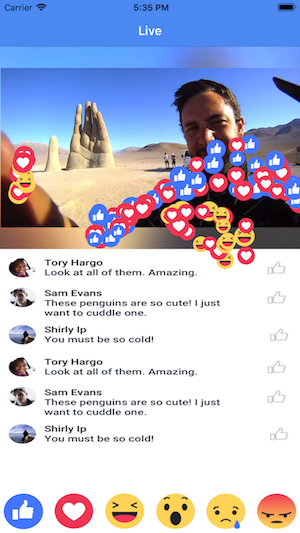 Carrier 5:35 PM
Live
Tory Hargo
Look at all of them. Amazing.
Sam Evans
These penguins are so cute! I just
want to cuddle one.
Shirly Ip
You must be so cold!
Tory Hargo
Look at all of them. Amazing.
Sam Evans
These penguins are so cute! I just
want to cuddle one.
Shirly Ip
You must be so cold!